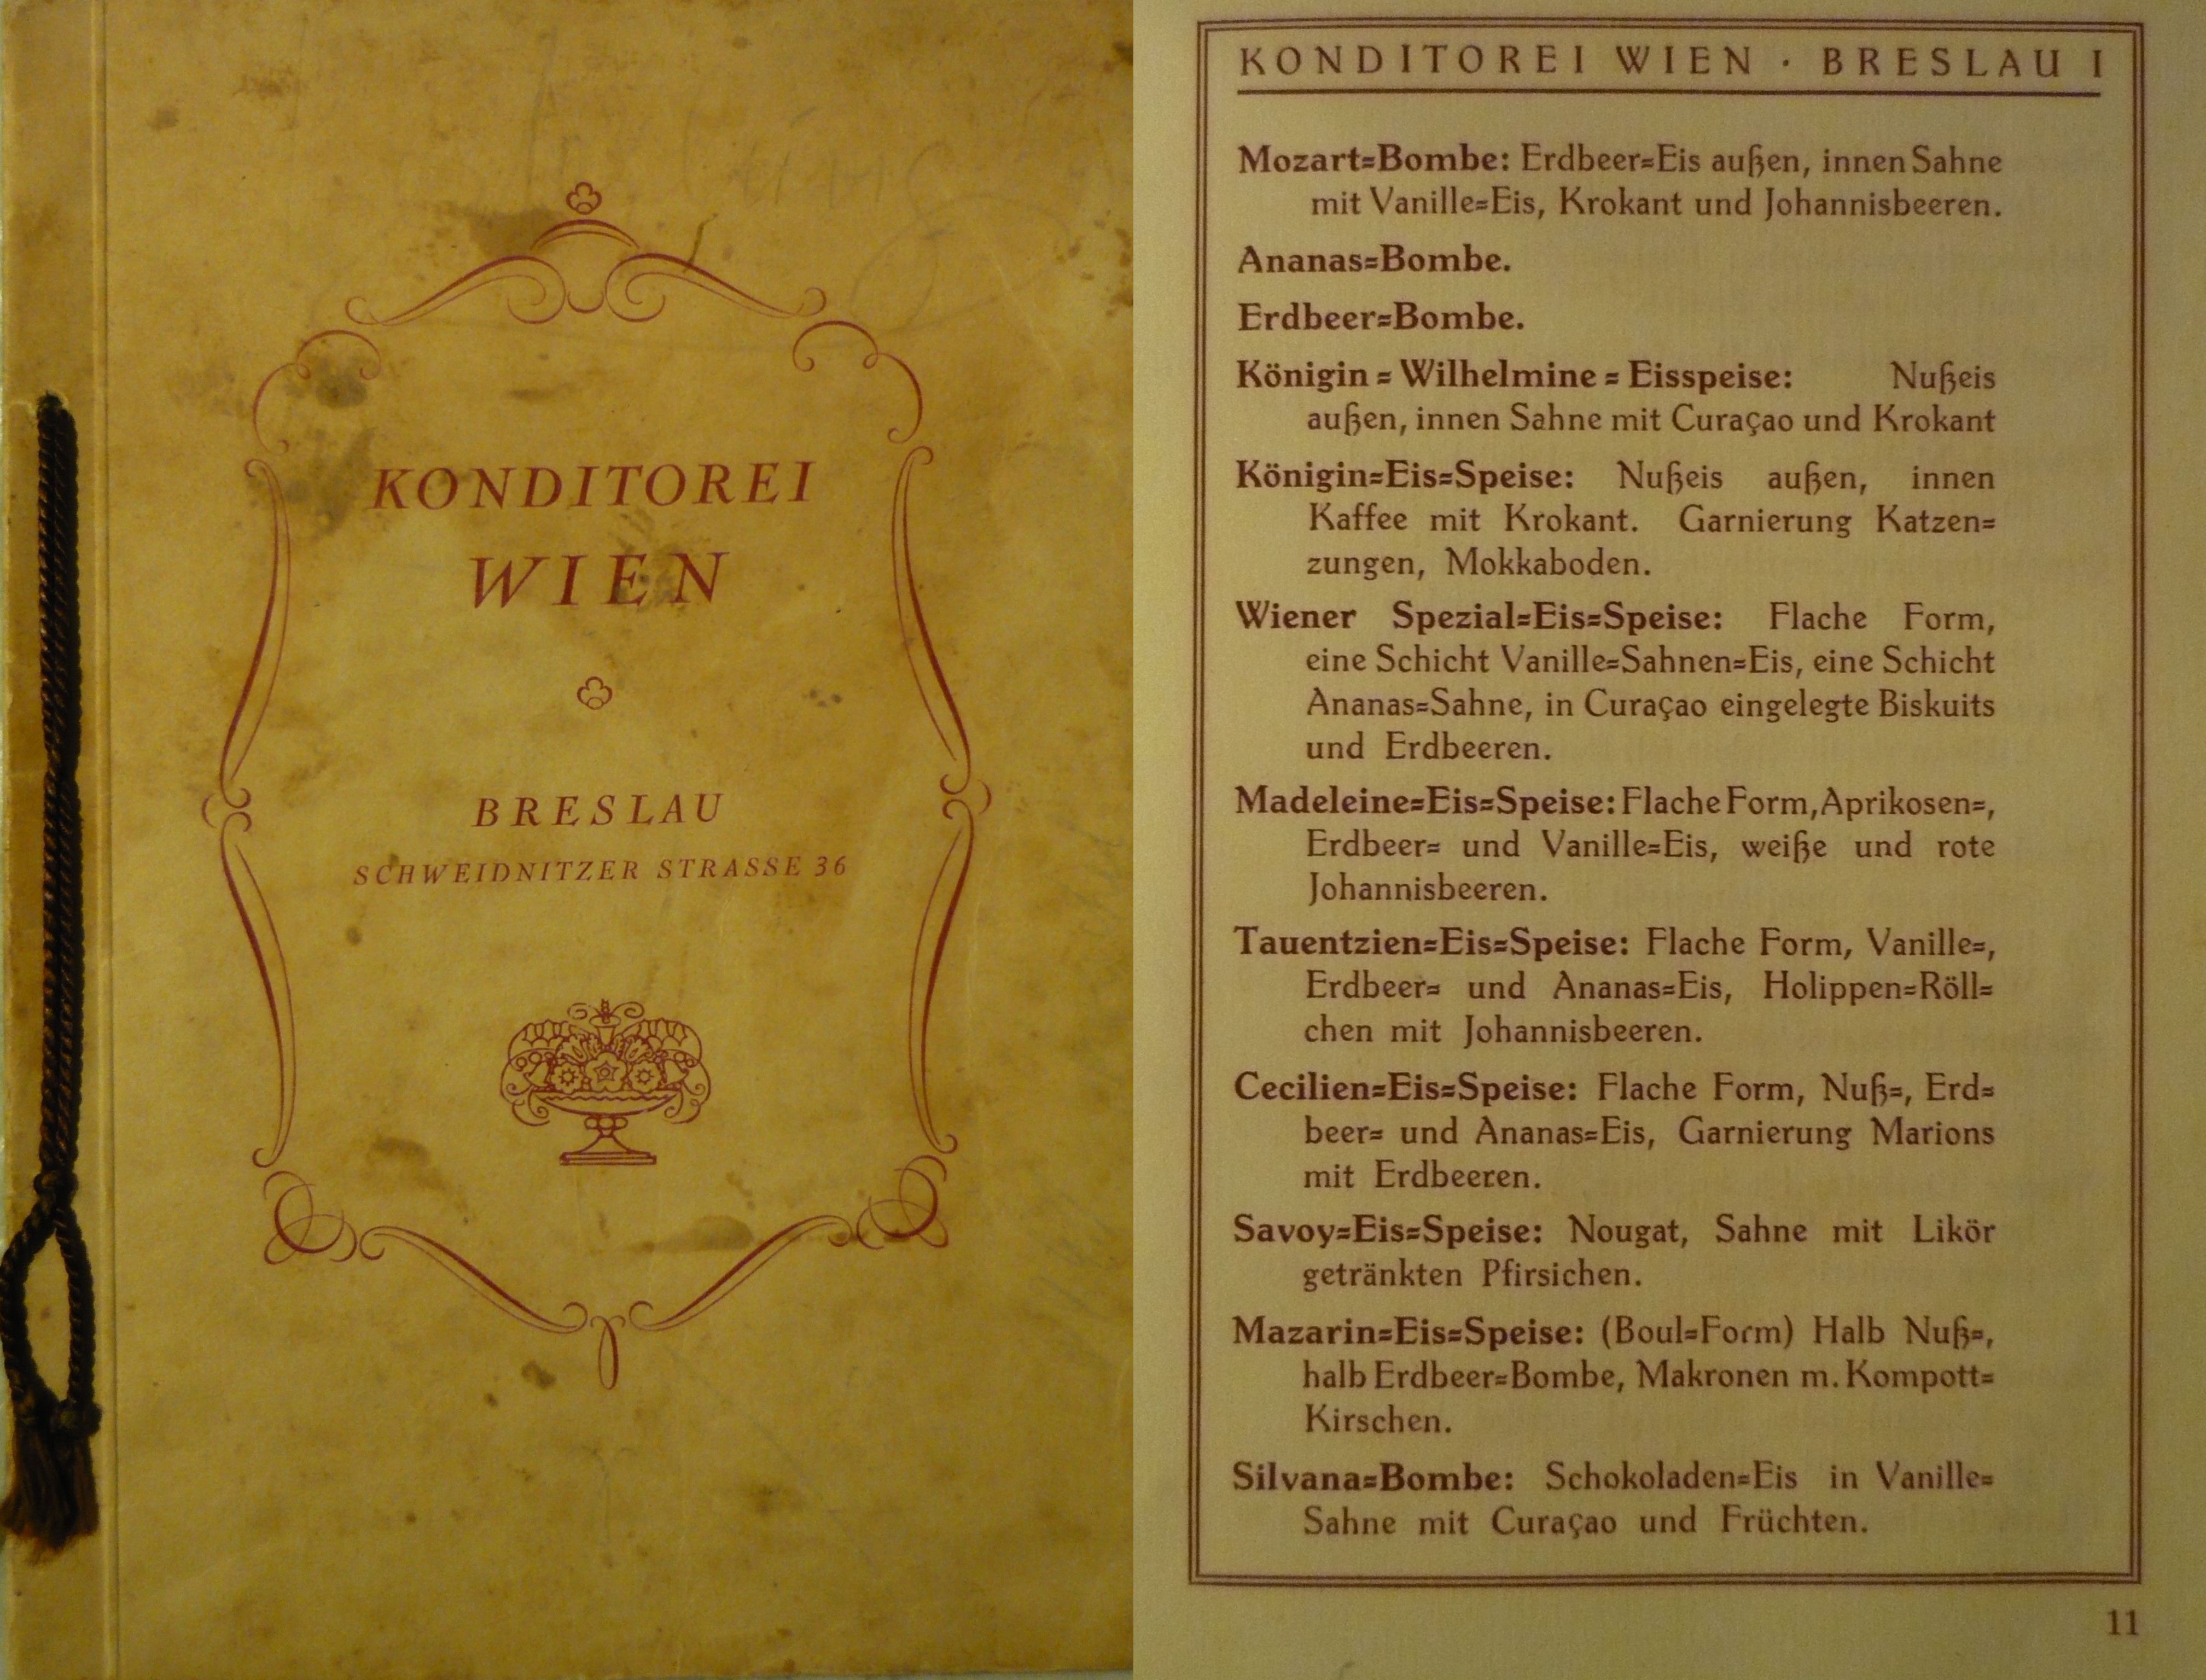 KONDITOREI
WIEN
BRESLAU
SCHWEIDNITZER STRASSE 36
KONDITOREI WIEN · BRESLAU I
Mozart=Bombe: Erdbeer=Eis außen, innen Sahne
mit Vanille=Eis, Krokant und Johannisbeeren.
Ananas=Bombe.
Erdbeer=Bombe.
Königin = Wilhelmine = Eisspeise: Nußeis
außen, innen Sahne mit Curaçao und Krokant
Königin=Eis=Speise: Nußeis außen, innen
Kaffee mit Krokant. Garnierung Katzen=
zungen, Mokkaboden.
Wiener Spezial=Eis=Speise: Flache Form,
eine Schicht Vanille=Sahnen=Eis, eine Schicht
Ananas=Sahne, in Curaçao eingelegte Biskuits
und Erdbeeren.
Madeleine=Eis=Speise: Flache Form, Aprikosen=,
Erdbeer= und Vanille=Eis, weiße und rote
Johannisbeeren.
Tauentzien=Eis=Speise: Flache Form, Vanille=,
Erdbeer= und Ananas=Eis, Holippen=Röll=
chen mit Johannisbeeren.
Cecilien=Eis=Speise: Flache Form, Nuß=, Erd=
beer= und Ananas=Eis, Garnierung Marions
mit Erdbeeren.
Savoy=Eis=Speise: Nougat, Sahne mit Likör
getränkten Pfirsichen.
Mazarin=Eis=Speise: (Boul=Form) Halb Nuß=,
halb Erdbeer=Bombe, Makronen m. Kompott=
Kirschen.
Silvana=Bombe: Schokoladen=Eis in Vanille=
Sahne mit Curaçao und Früchten.
11